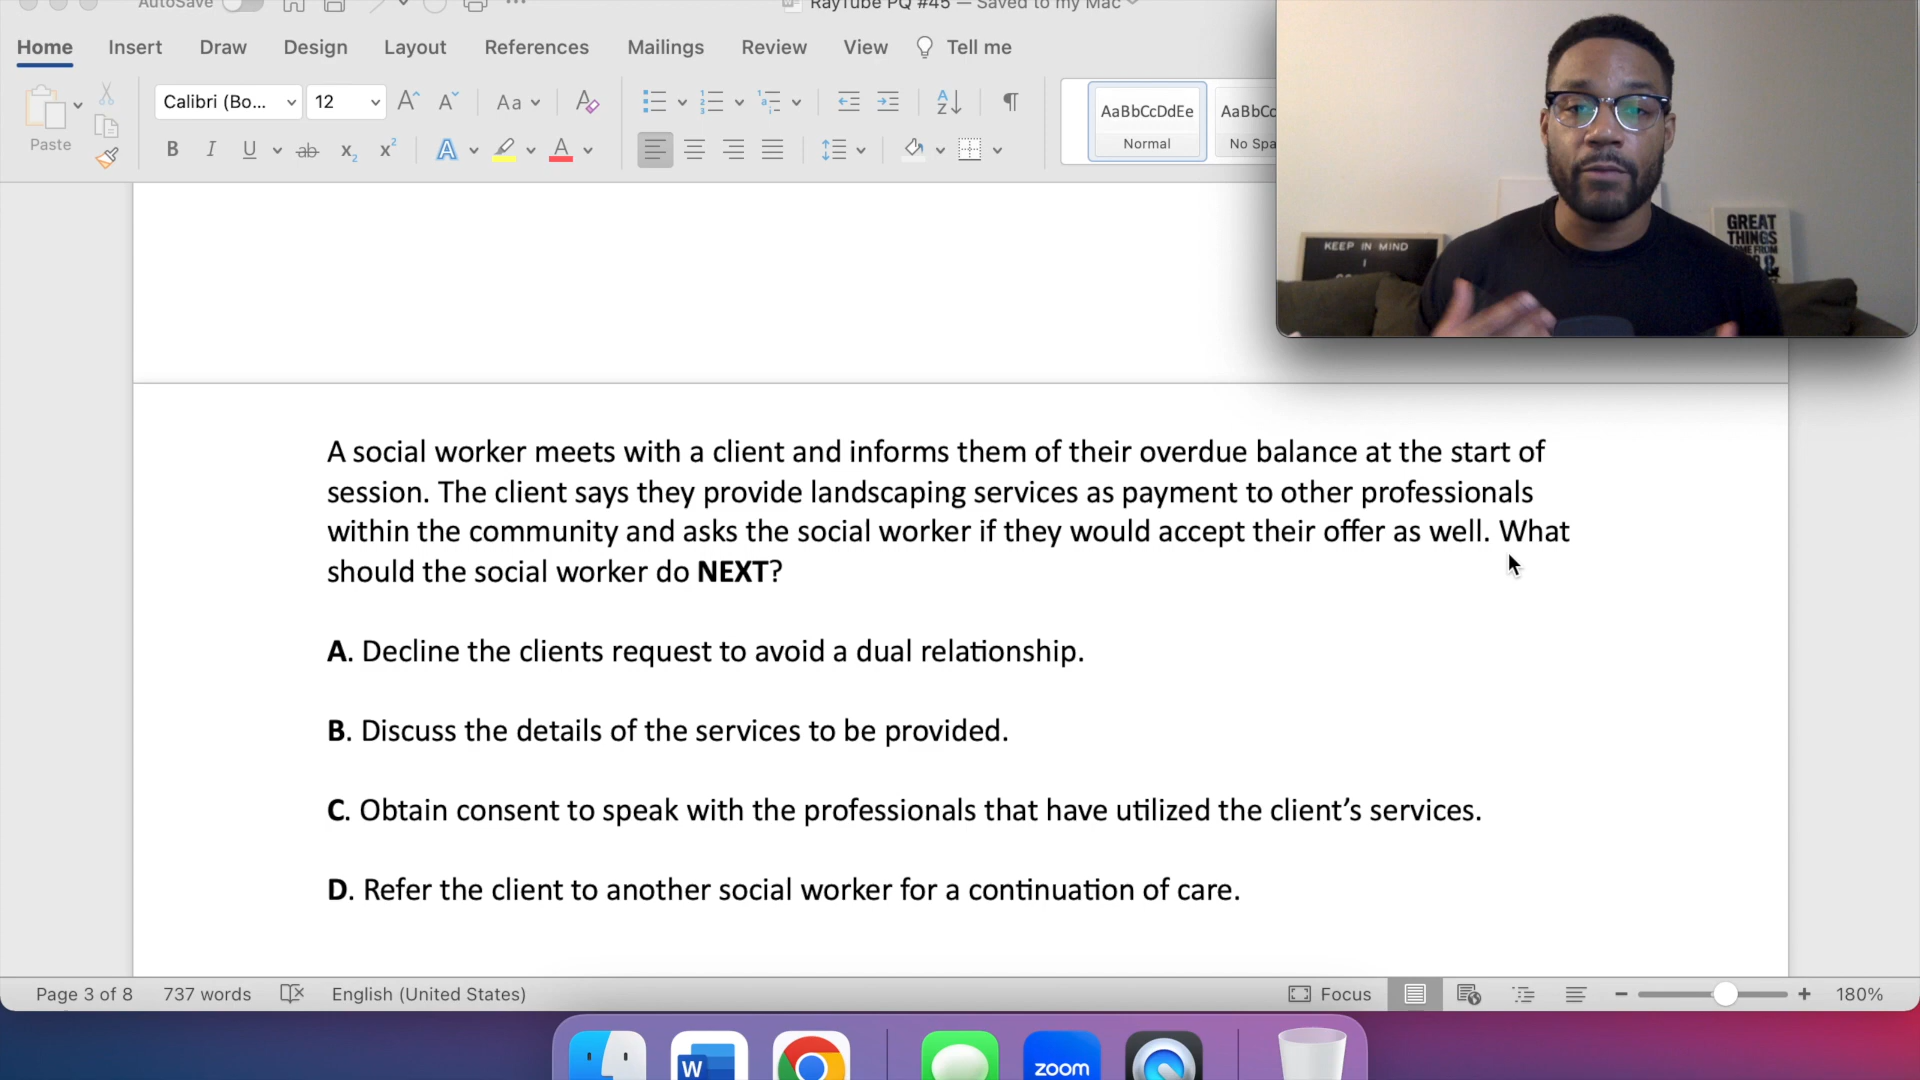 AutoSave
RayTube PQ #45 — Saved to my Mac
Home Insert Draw Design Layout References Mailings Review View Tell me
Paste
Calibri (Bo... 12 Aa
AaBbCcDdEe
Normal
AaBbCc
No Spa
KEEP IN MIND
I
GREAT
THINGS
&
A social worker meets with a client and informs them of their overdue balance at the start of
session. The client says they provide landscaping services as payment to other professionals
within the community and asks the social worker if they would accept their offer as well. What
should the social worker do NEXT?
A. Decline the clients request to avoid a dual relationship.
B. Discuss the details of the services to be provided.
C. Obtain consent to speak with the professionals that have utilized the client’s services.
D. Refer the client to another social worker for a continuation of care.
Page 3 of 8 737 words English (United States) Focus 180%
W
zoom